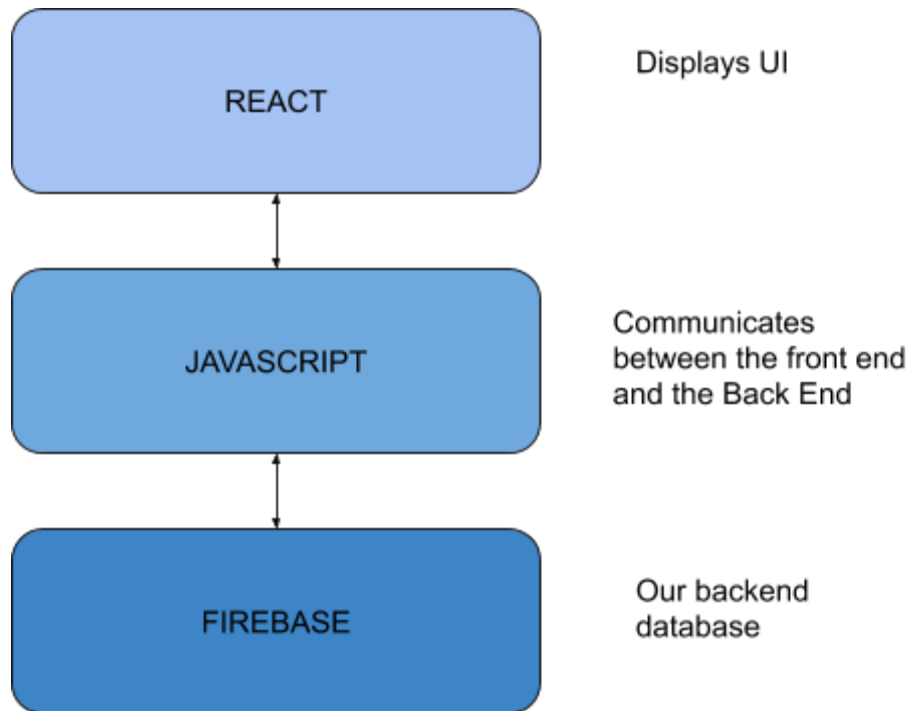 REACT
Displays UI
JAVASCRIPT
Communicates
between the front end
and the Back End
FIREBASE
Our backend
database